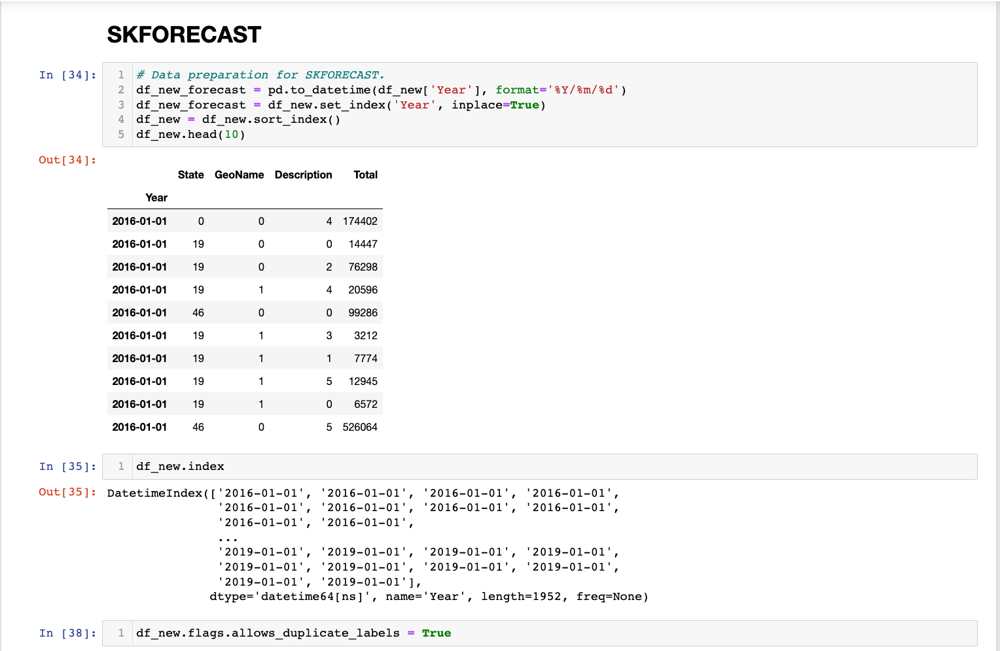 SKFORECAST
In [34]:
1 # Data preparation for SKFORECAST.
2 df_new_forecast = pd.to_datetime(df_new['Year'], format='%Y/%m/%d')
3 df_new_forecast = df_new.set_index('Year', inplace=True)
4 df_new = df_new.sort_index()
5 df_new.head(10)
Out[34]:
State GeoName Description Total
Year
2016-01-01 0 0 4 174402
2016-01-01 19 0 0 14447
2016-01-01 19 0 2 76298
2016-01-01 19 1 4 20596
2016-01-01 46 0 0 99286
2016-01-01 19 1 3 3212
2016-01-01 19 1 1 7774
2016-01-01 19 1 5 12945
2016-01-01 19 1 0 6572
2016-01-01 46 0 5 526064
In [35]: 1 df_new.index
Out[35]: DatetimeIndex(['2016-01-01', '2016-01-01', '2016-01-01', '2016-01-01',
'2016-01-01', '2016-01-01', '2016-01-01', '2016-01-01',
'2016-01-01', '2016-01-01',
...
'2019-01-01', '2019-01-01', '2019-01-01', '2019-01-01',
'2019-01-01', '2019-01-01', '2019-01-01', '2019-01-01',
'2019-01-01', '2019-01-01'],
dtype='datetime64[ns]', name='Year', length=1952, freq=None)
In [38]: 1 df_new.flags.allows_duplicate_labels = True